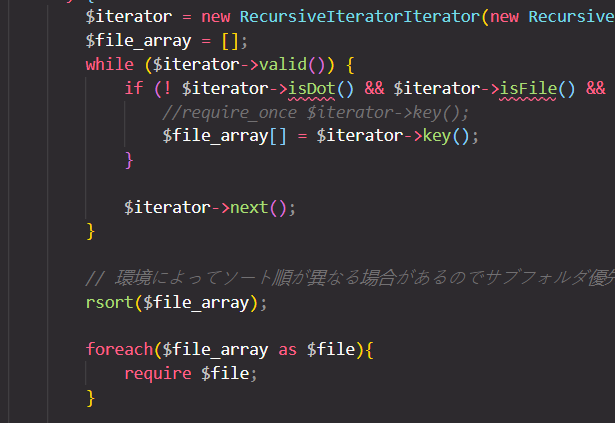 $iterator = new RecursiveIteratorIterator(new Recursive
$file_array = [];
while ($iterator->valid()) {
if (! $iterator->isDot() && $iterator->isFile() &&
//require_once $iterator->key();
$file_array[] = $iterator->key();
}
$iterator->next();
}
// 環境によってソート順が異なる場合があるのでサブフォルダ優先
rsort($file_array);
foreach($file_array as $file){
require $file;
}